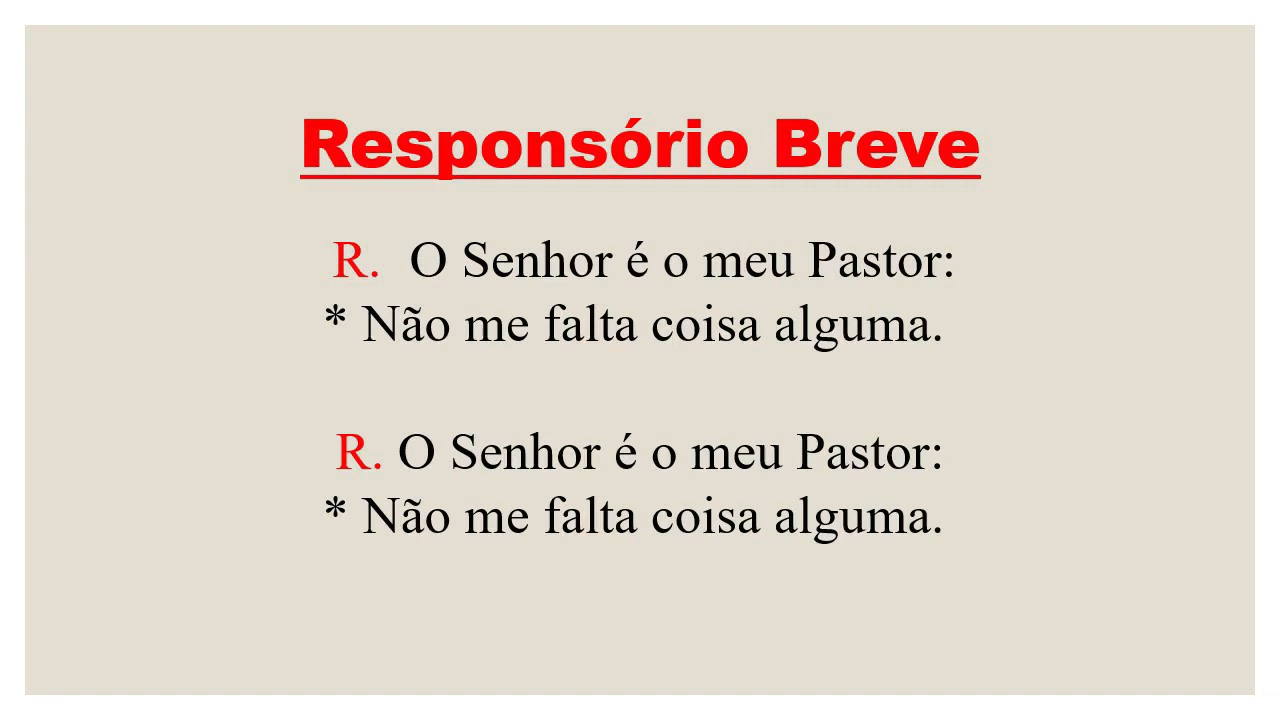 Responsório Breve
R. O Senhor é o meu Pastor:
* Não me falta coisa alguma.
R. O Senhor é o meu Pastor:
* Não me falta coisa alguma.